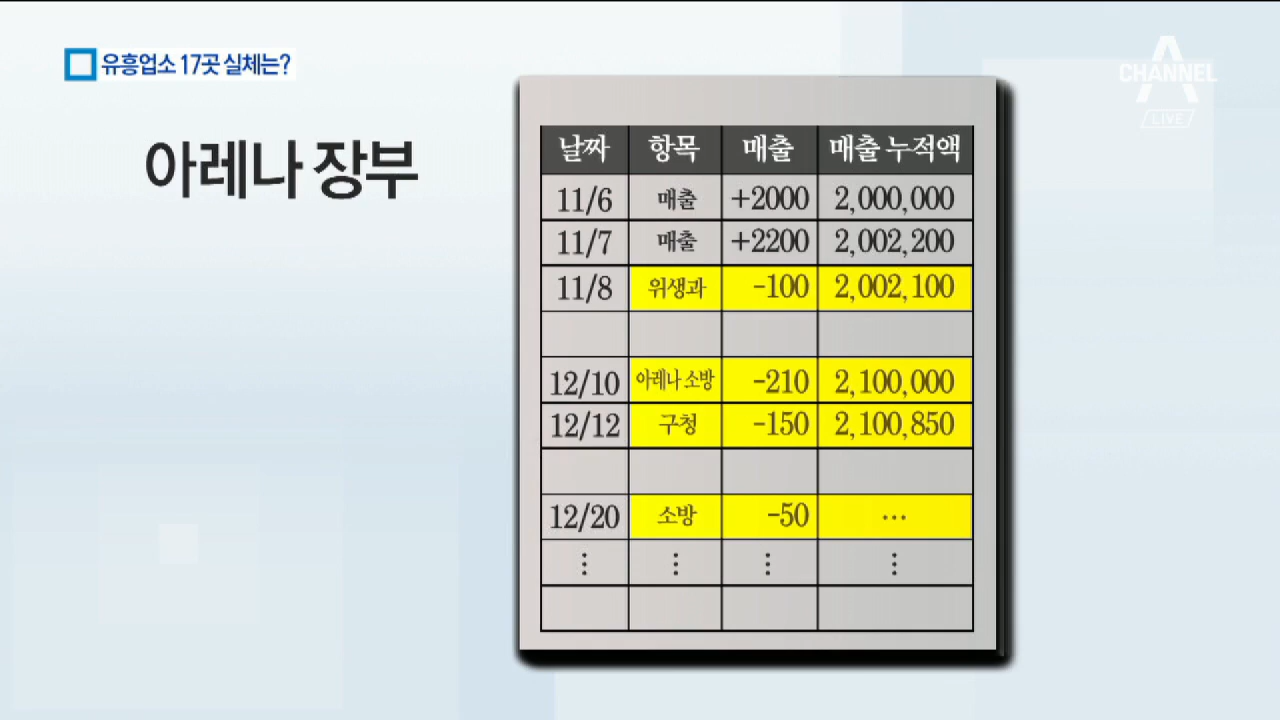 유흥업소 17곳 실체는?
CHANNEL A
LIVE
아레나 장부
날짜 항목 매출 매출 누적액
11/6 매출 +2000 2,000,000
11/7 매출 +2200 2,002,200
11/8 위생과 -100 2,002,100
12/10 아레나 소방 -210 2,100,000
12/12 구청 -150 2,100,850
12/20 소방 -50 …
⋮ ⋮ ⋮ ⋮